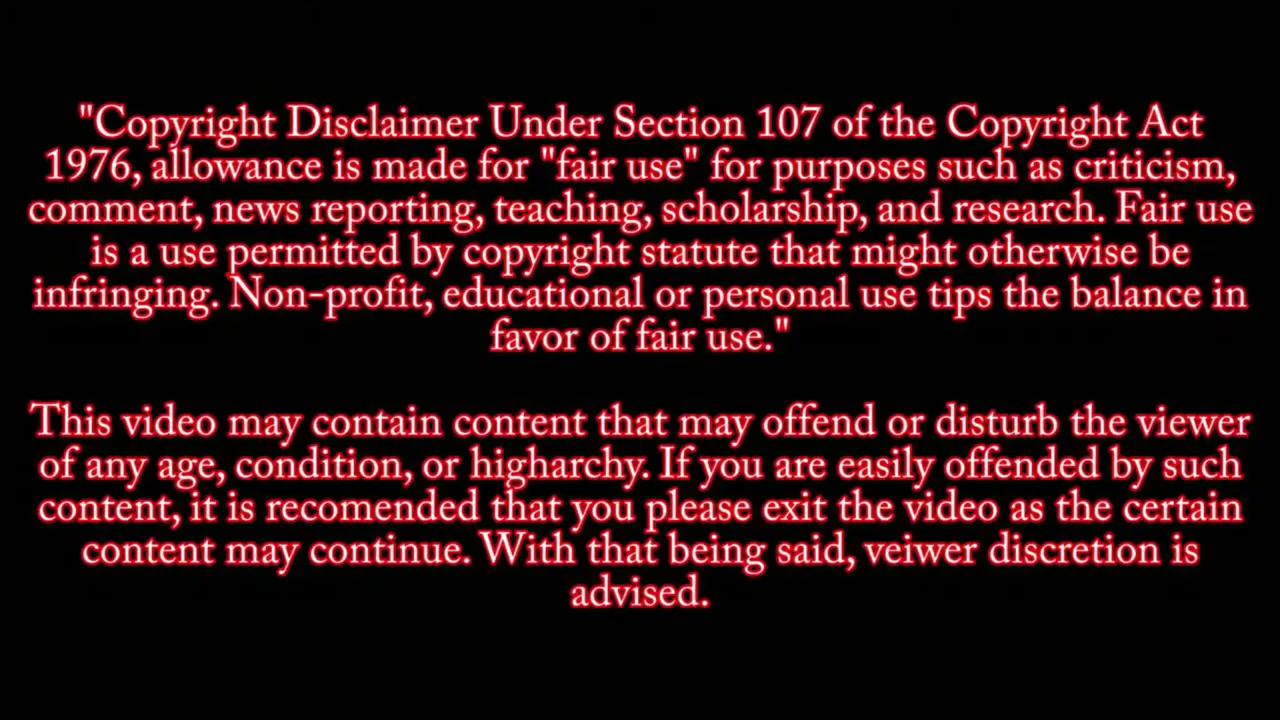 "Copyright Disclaimer Under Section 107 of the Copyright Act
1976, allowance is made for "fair use" for purposes such as criticism,
comment, news reporting, teaching, scholarship, and research. Fair use
is a use permitted by copyright statute that might otherwise be
infringing. Non-profit, educational or personal use tips the balance in
favor of fair use."
This video may contain content that may offend or disturb the viewer
of any age, condition, or higharchy. If you are easily offended by such
content, it is recomended that you please exit the video as the certain
content may continue. With that being said, veiwer discretion is
advised.